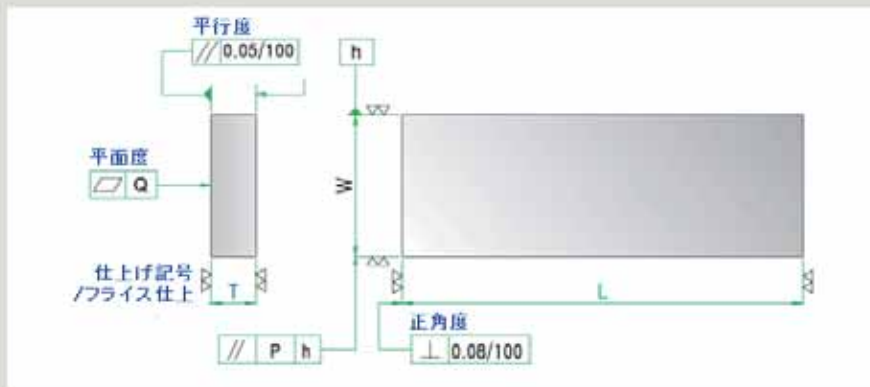 平行度
// 0.05/100
h
平面度
▱ Q
W
仕上げ記号
/フライス仕上
T
L
// P h
正角度
⊥ 0.08/100